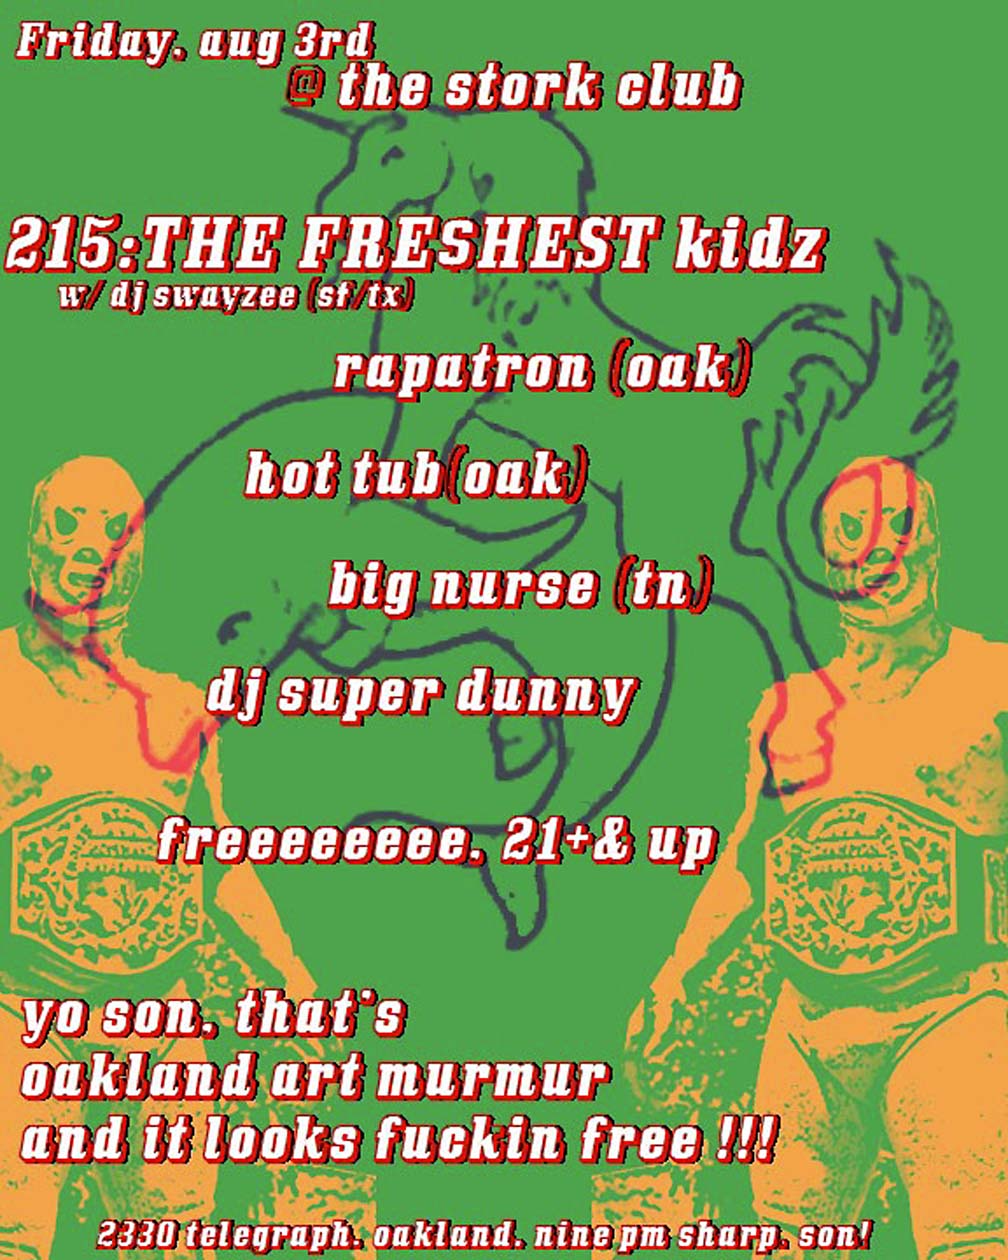 Friday, aug 3rd
@ the stork club
215:THE FRESHEST kidz
w/ dj swayzee (sf/tx)
rapatron (oak)
hot tub(oak)
big nurse (tn)
dj super dunny
freeeeeeeee, 21+& up
yo son, that's
oakland art murmur
and it looks fuckin free !!!
2330 telegraph, oakland, nine pm sharp, son!